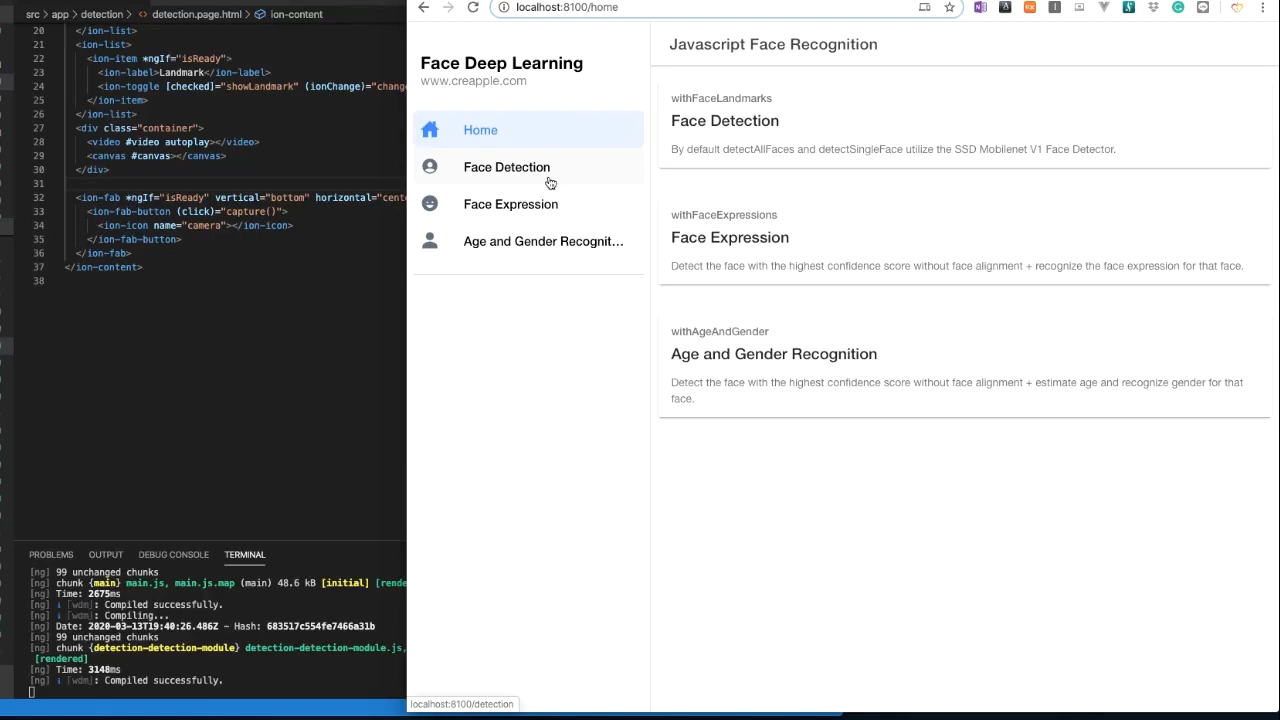 src > app > detection > <> detection.page.html > ion-content
20 </ion-list>
21 <ion-list>
22 <ion-item *ngIf="isReady">
23 <ion-label>Landmark</ion-label>
24 <ion-toggle [checked]="showLandmark" (ionChange)="change
25 </ion-item>
26 </ion-list>
27 <div class="container">
28 <video #video autoplay></video>
29 <canvas #canvas></canvas>
30 </div>
31
32 <ion-fab *ngIf="isReady" vertical="bottom" horizontal="cente
33 <ion-fab-button (click)="capture()">
34 <ion-icon name="camera"></ion-icon>
35 </ion-fab-button>
36 </ion-fab>
37 </ion-content>
38
PROBLEMS OUTPUT DEBUG CONSOLE TERMINAL
[ng] 99 unchanged chunks
[ng] chunk {main} main.js, main.js.map (main) 48.6 kB [initial] [rende
[ng] Time: 2675ms
[ng] ℹ ｢wdm｣: Compiled successfully.
[ng] ℹ ｢wdm｣: Compiling...
[ng] Date: 2020-03-13T19:40:26.486Z - Hash: 683517c554fe7466a31b
[ng] 99 unchanged chunks
[ng] chunk {detection-detection-module} detection-detection-module.js,
[rendered]
[ng] Time: 3148ms
[ng] ℹ ｢wdm｣: Compiled successfully.
localhost:8100/home
Face Deep Learning
www.creapple.com
Home
Face Detection
Face Expression
Age and Gender Recognit...
Javascript Face Recognition
withFaceLandmarks
Face Detection
By default detectAllFaces and detectSingleFace utilize the SSD Mobilenet V1 Face Detector.
withFaceExpressions
Face Expression
Detect the face with the highest confidence score without face alignment + recognize the face expression for that face.
withAgeAndGender
Age and Gender Recognition
Detect the face with the highest confidence score without face alignment + estimate age and recognize gender for that
face.
localhost:8100/detection